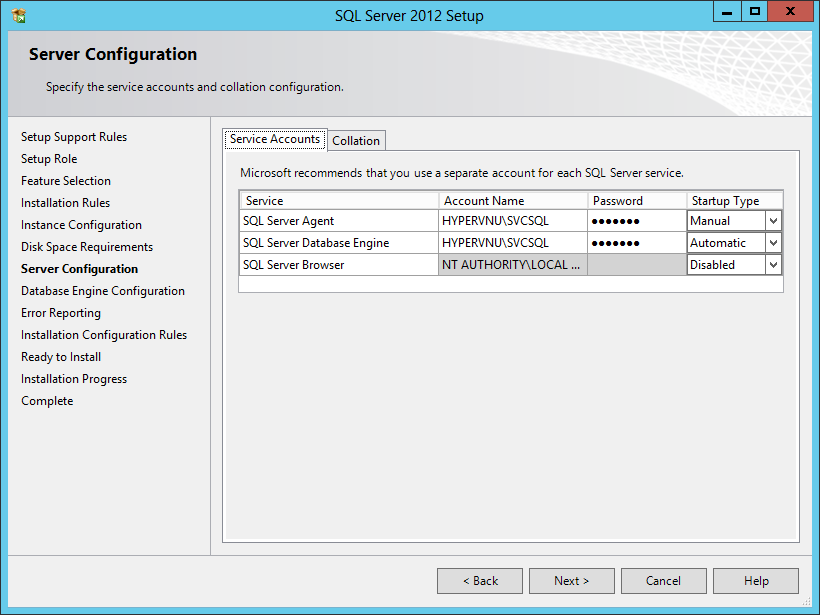 SQL Server 2012 Setup
Server Configuration
Specify the service accounts and collation configuration.
Setup Support Rules
Setup Role
Feature Selection
Installation Rules
Instance Configuration
Disk Space Requirements
Server Configuration
Database Engine Configuration
Error Reporting
Installation Configuration Rules
Ready to Install
Installation Progress
Complete
Service Accounts Collation
Microsoft recommends that you use a separate account for each SQL Server service.
Service Account Name Password Startup Type
SQL Server Agent HYPERVNU\SVCSQL ●●●●●●● Manual
SQL Server Database Engine HYPERVNU\SVCSQL ●●●●●●● Automatic
SQL Server Browser NT AUTHORITY\LOCAL ... Disabled
< Back Next > Cancel Help